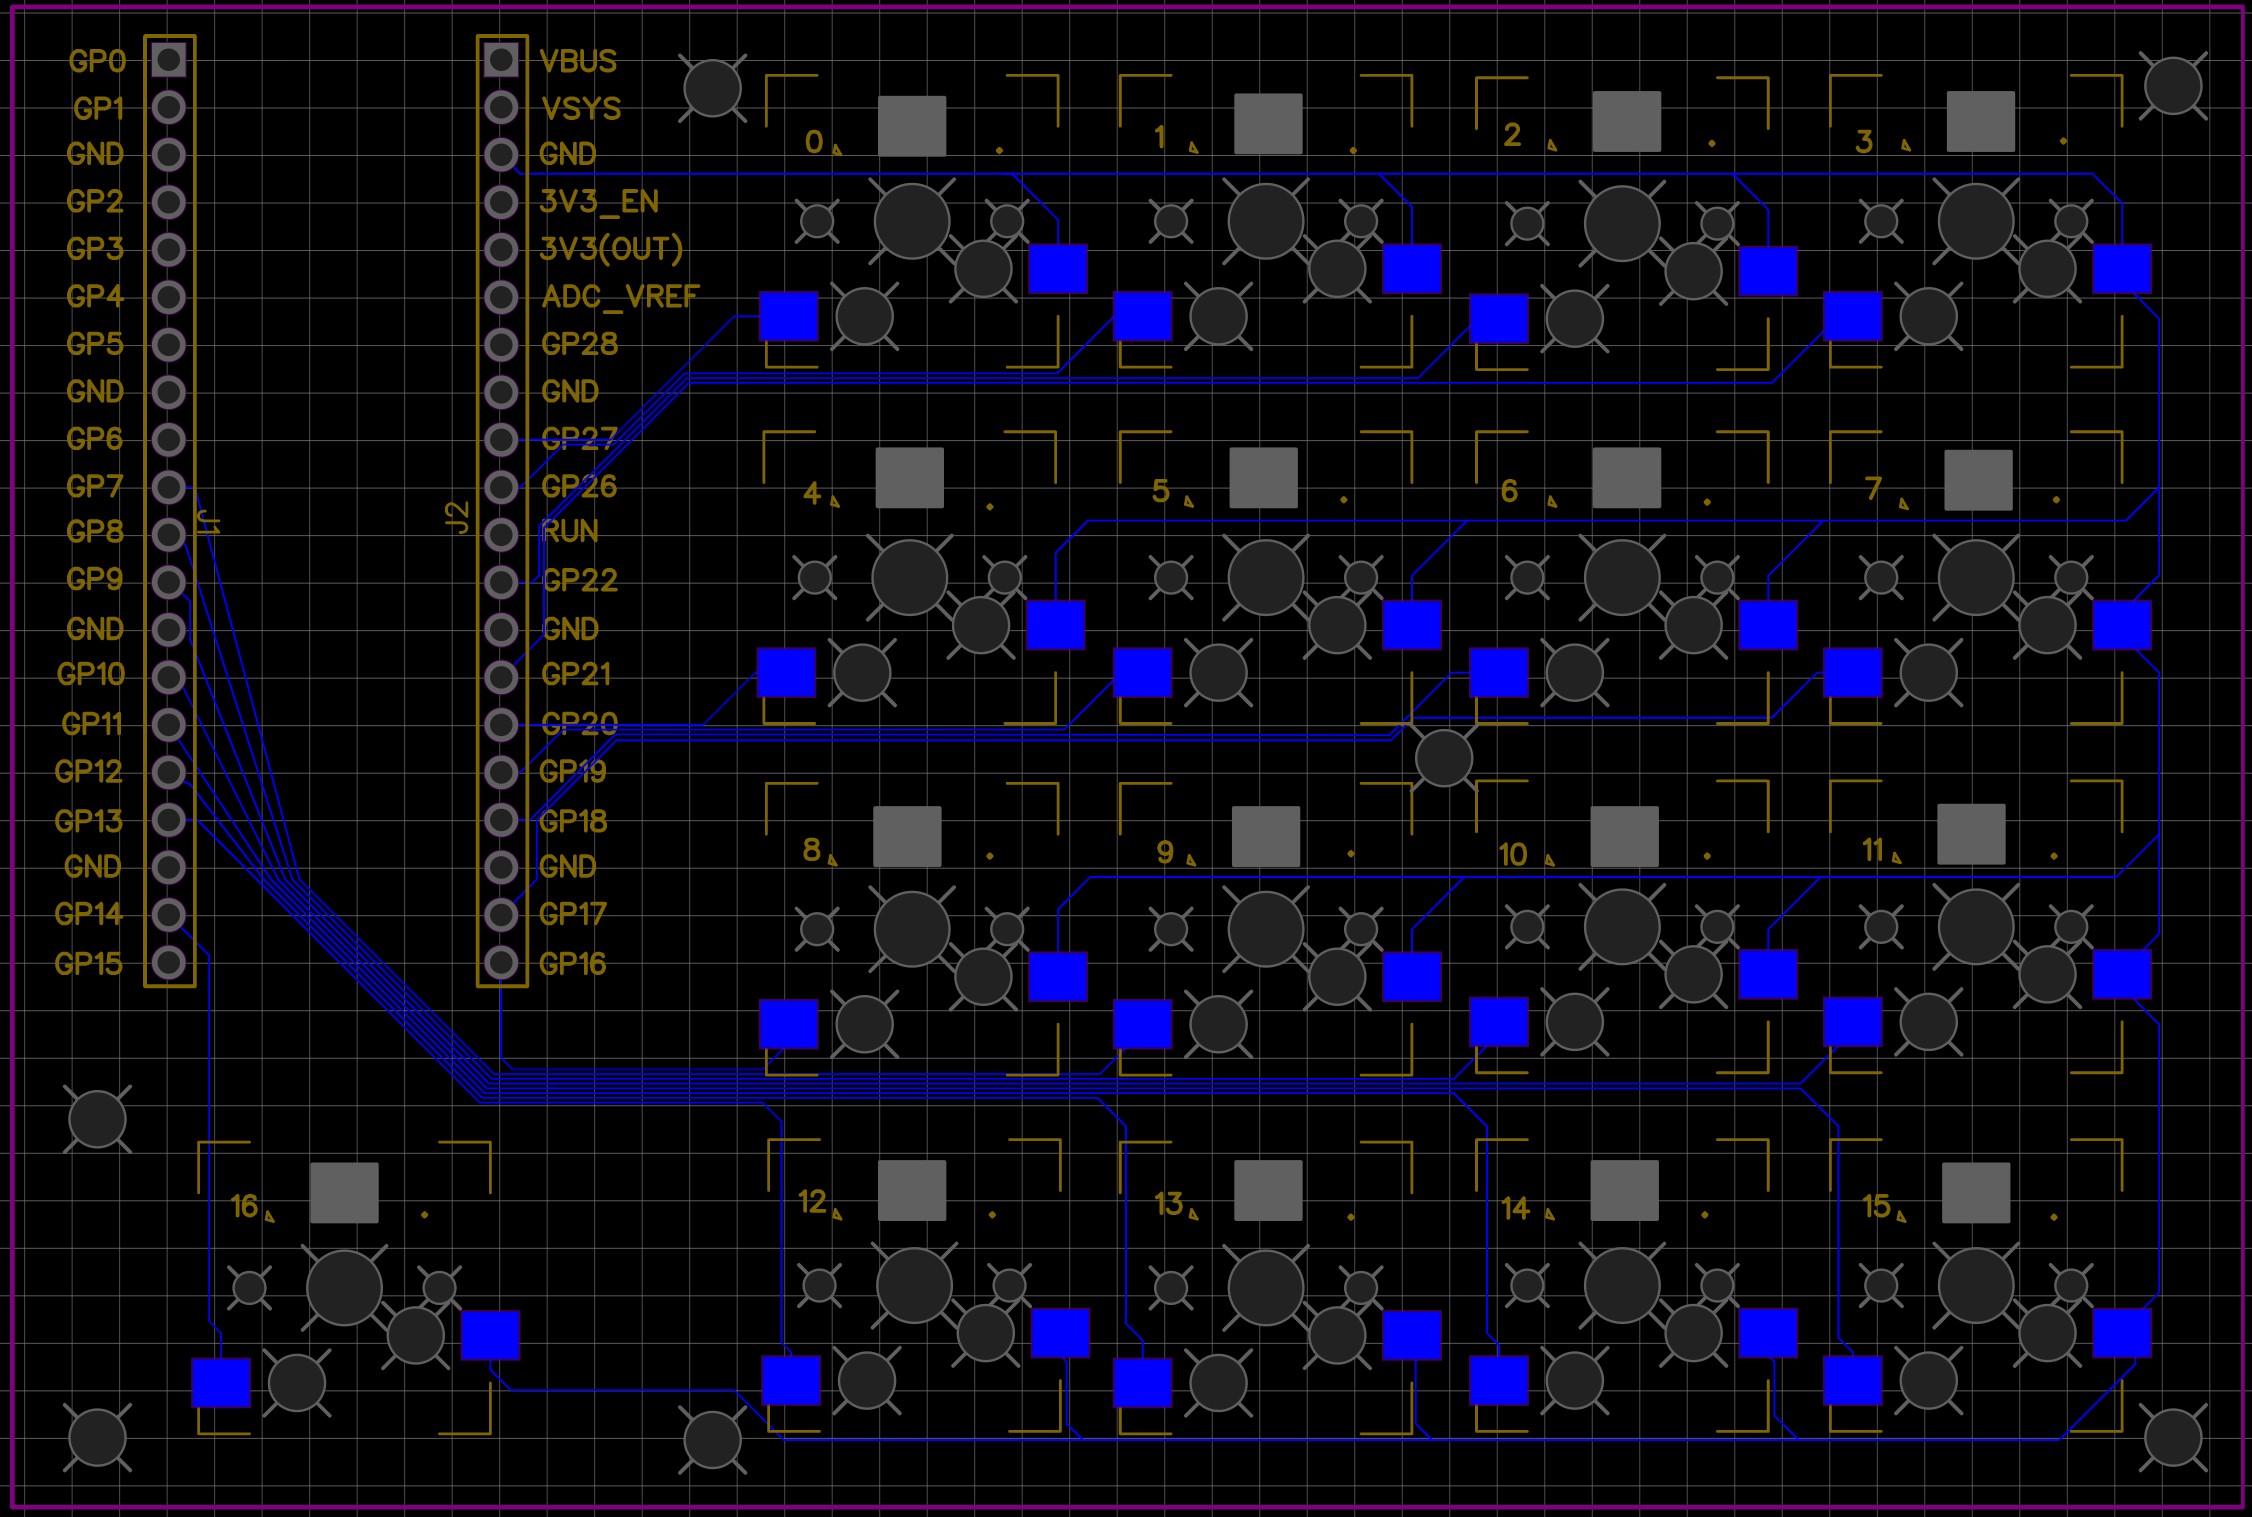 GP0
GP1
GND
GP2
GP3
GP4
GP5
GND
GP6
GP7
GP8
GP9
GND
GP10
GP11
GP12
GP13
GND
GP14
GP15
J1
J2
VBUS
VSYS
GND
3V3_EN
3V3(OUT)
ADC_VREF
GP28
GND
GP27
GP26
RUN
GP22
GND
GP21
GP20
GP19
GP18
GND
GP17
GP16
0 1 2 3
4 5 6 7
8 9 10 11
16 12 13 14 15